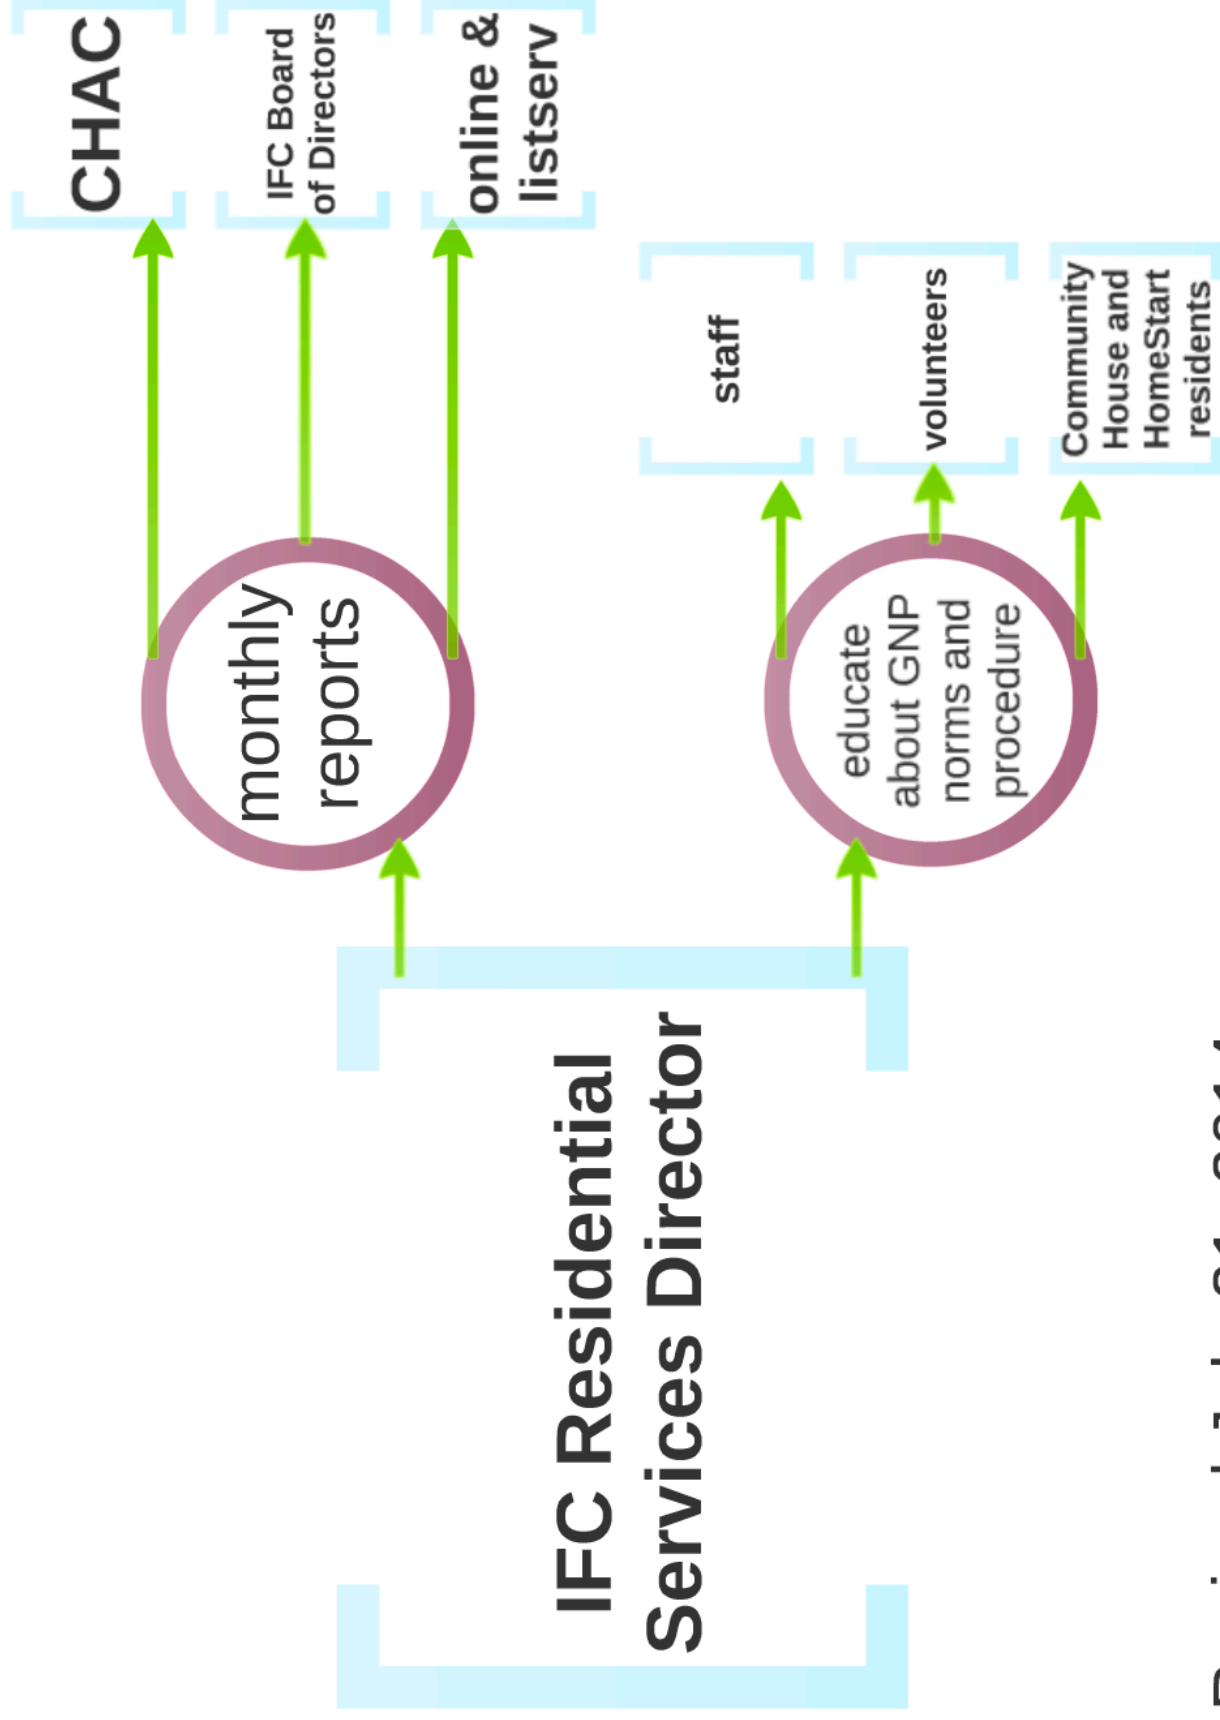 CHAC
IFC Board
of Directors
online &
listserv
monthly
reports
staff
volunteers
Community
House and
HomeStart
residents
educate
about GNP
norms and
procedure
IFC Residential
Services Director